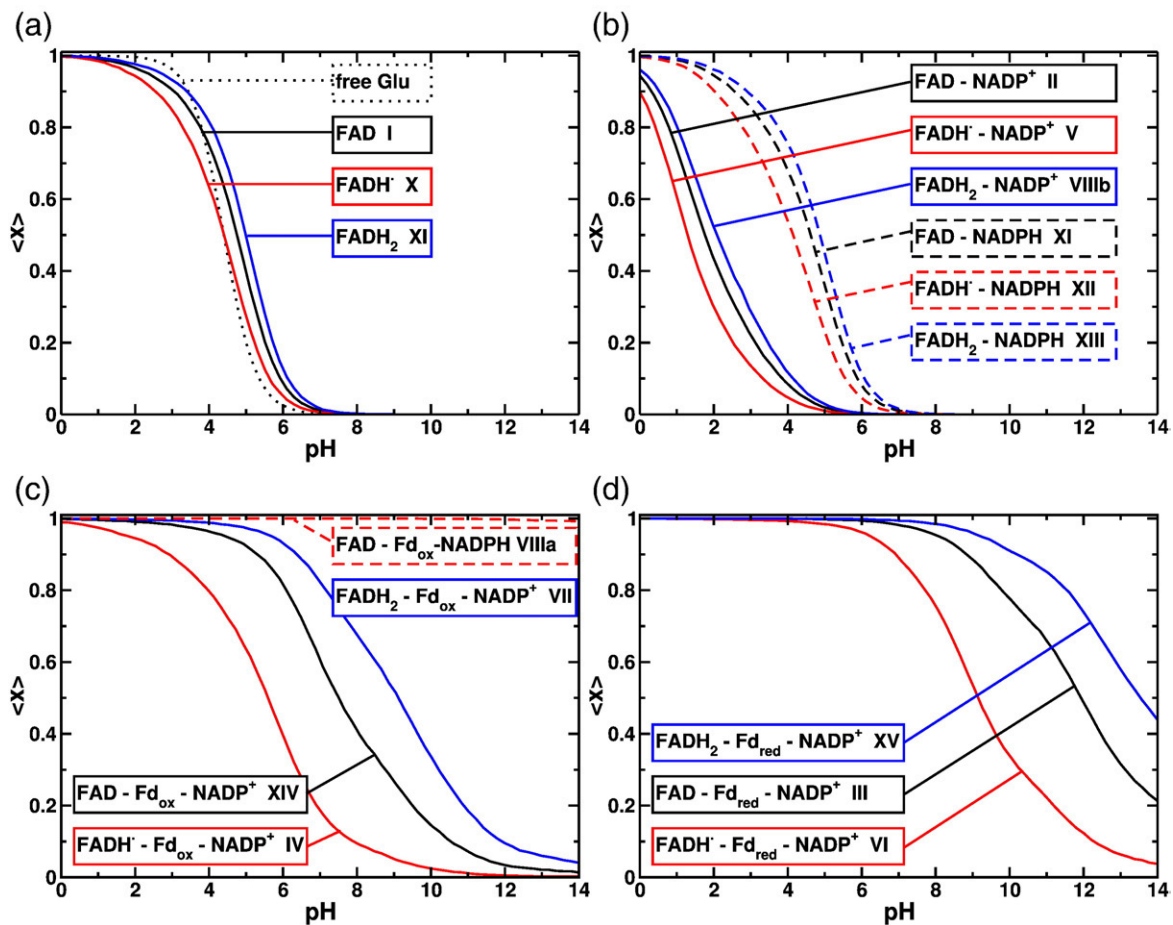 (a)
1
0.8
0.6
0.4
0.2
0
<x>
0 2 4 6 8 10 12 14
pH
free Glu
FAD I
FADH· X
FADH₂ XI
(b)
1
0.8
0.6
0.4
0.2
0
<x>
0 2 4 6 8 10 12 14
pH
FAD - NADP⁺ II
FADH· - NADP⁺ V
FADH₂ - NADP⁺ VIIIb
FAD - NADPH XI
FADH· - NADPH XII
FADH₂ - NADPH XIII
(c)
1
0.8
0.6
0.4
0.2
0
<x>
0 2 4 6 8 10 12 14
pH
FAD - Fdₒₓ-NADPH VIIIa
FADH₂ - Fdₒₓ - NADP⁺ VII
FAD - Fdₒₓ - NADP⁺ XIV
FADH· - Fdₒₓ - NADP⁺ IV
(d)
1
0.8
0.6
0.4
0.2
0
<x>
0 2 4 6 8 10 12 14
pH
FADH₂ - Fd_red - NADP⁺ XV
FAD - Fd_red - NADP⁺ III
FADH· - Fd_red - NADP⁺ VI